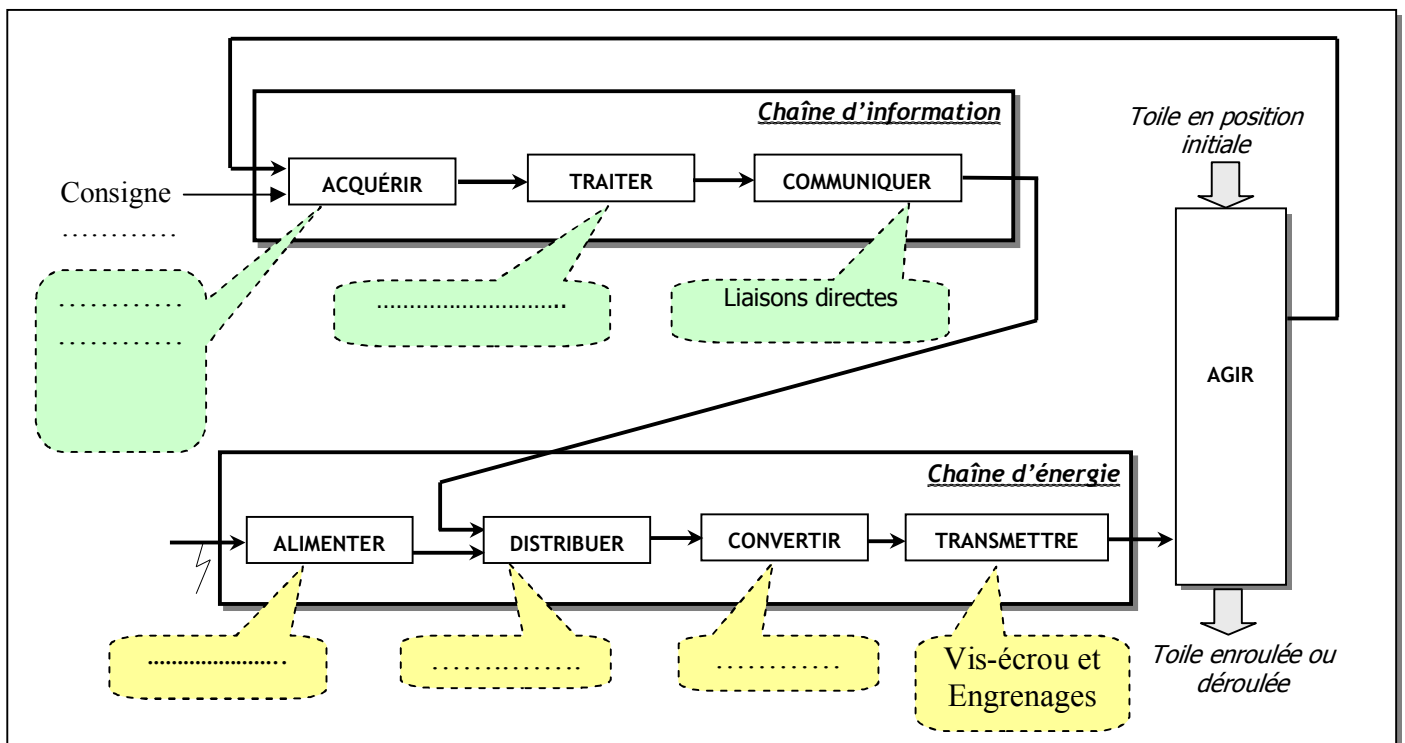 Chaîne d'information
Toile en position
initiale
ACQUÉRIR
TRAITER
COMMUNIQUER
Consigne
............
............
............
..............................
Liaisons directes
AGIR
Chaîne d'énergie
ALIMENTER
DISTRIBUER
CONVERTIR
TRANSMETTRE
........................
..............
............
Vis-écrou et
Engrenages
Toile enroulée ou
déroulée